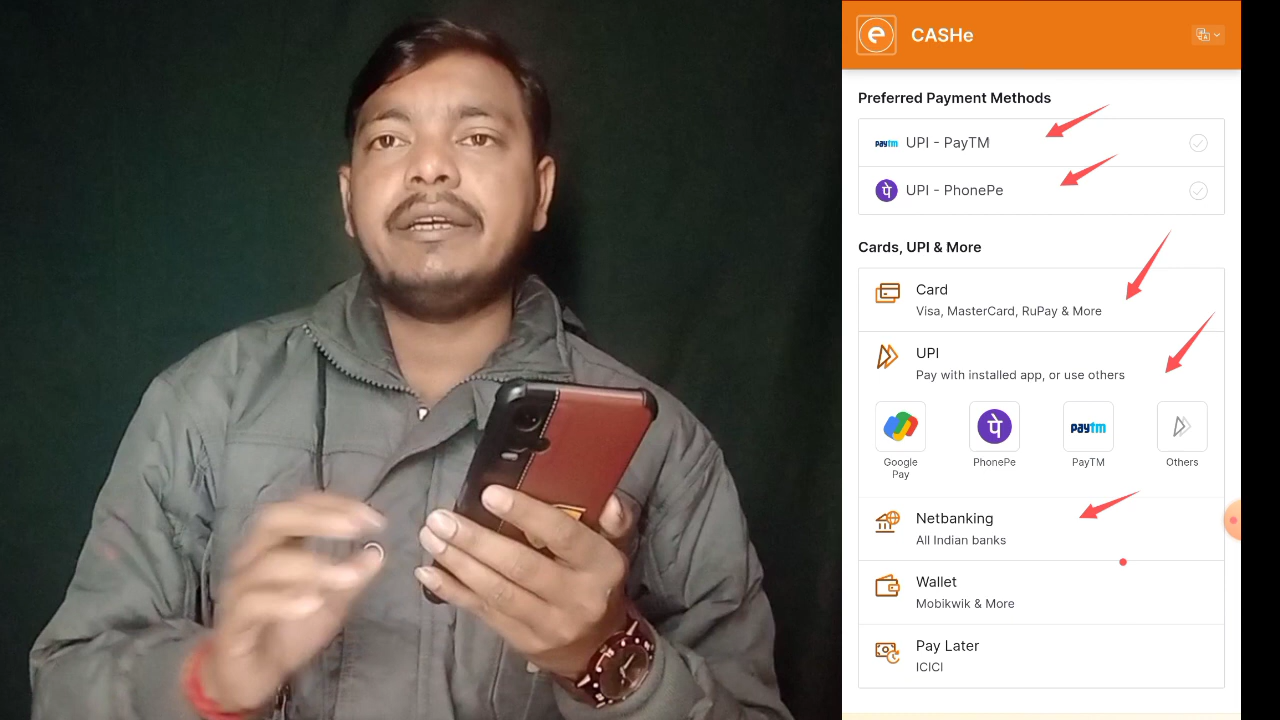 CASHe
Preferred Payment Methods
paytm UPI - PayTM
पे UPI - PhonePe
Cards, UPI & More
Card
Visa, MasterCard, RuPay & More
UPI
Pay with installed app, or use others
पे paytm
Google Pay PhonePe PayTM Others
Netbanking
All Indian banks
Wallet
Mobikwik & More
Pay Later
ICICI